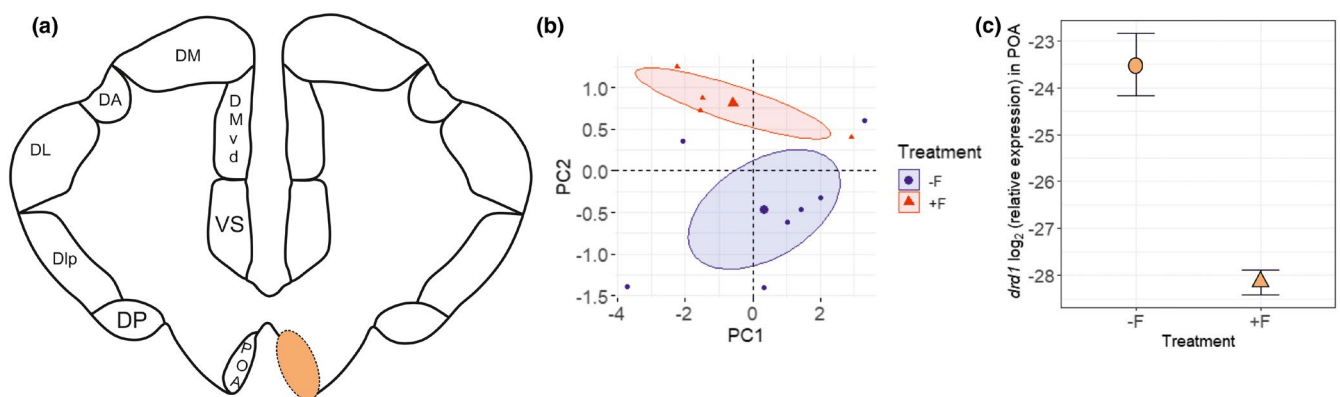 (a)
DM
DA
D
M
v
d
DL
VS
Dlp
DP
P
O
A
(b)
PC2
1.0
0.5
0.0
-0.5
-1.0
-1.5
-4
-2
0
2
PC1
Treatment
-F
+F
(c)
drd1 log₂ (relative expression) in POA
-23
-24
-25
-26
-27
-28
-F
+F
Treatment